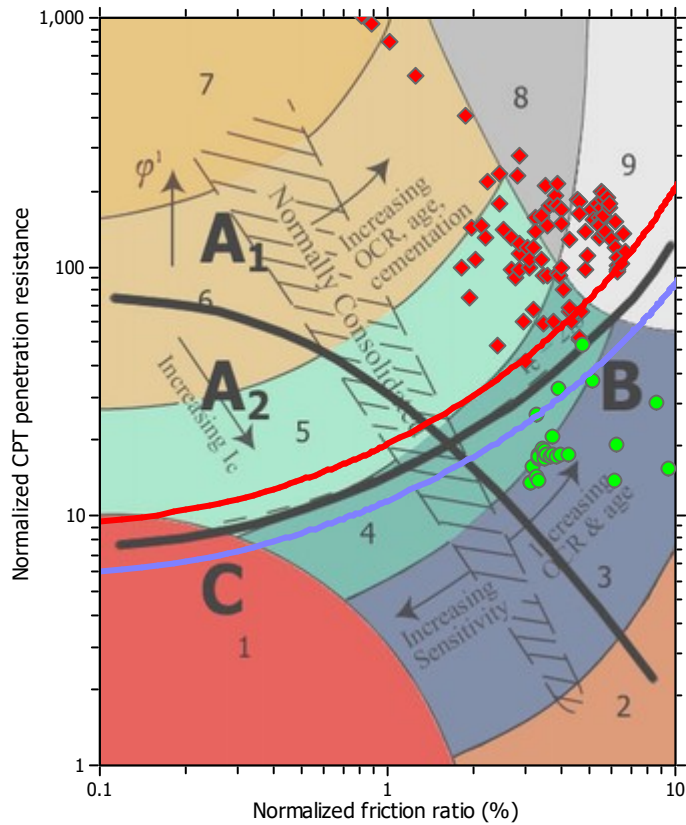 1,000
100
10
1
Normalized CPT penetration resistance
0.1
1
10
Normalized friction ratio (%)
7
8
9
φ¹
A1
6
A2
Increasing Ic
Normally Consolidated
Increasing
OCR, age,
cementation
5
4
B
Increasing
OCR & age
3
C
1
Increasing
Sensitivity
2